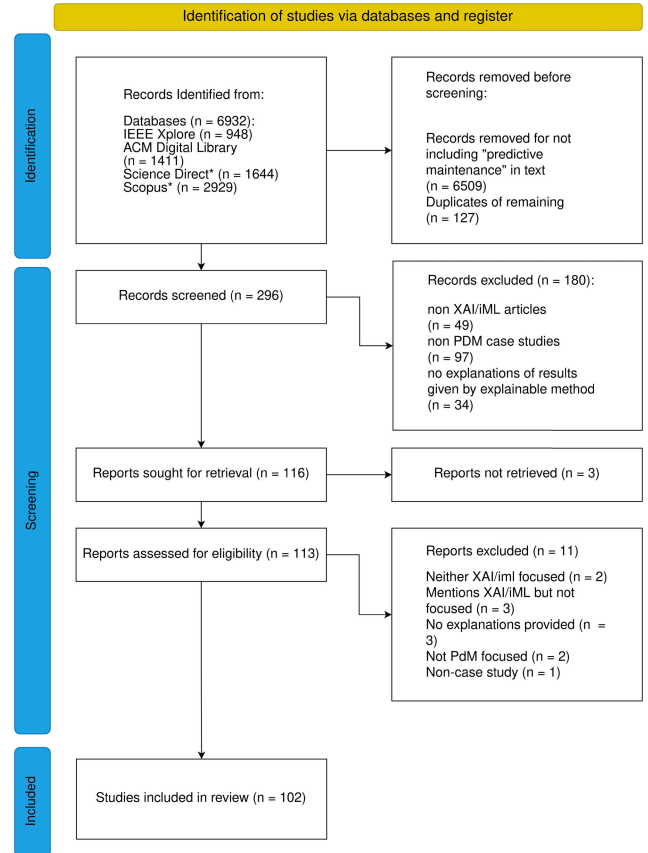 Identification of studies via databases and register
Identification
Records Identified from:
Databases (n = 6932):
IEEE Xplore (n = 948)
ACM Digital Library
(n = 1411)
Science Direct* (n = 1644)
Scopus* (n = 2929)
Records removed before
screening:
Records removed for not
including "predictive
maintenance" in text
(n = 6509)
Duplicates of remaining
(n = 127)
Screening
Records screened (n = 296)
Records excluded (n = 180):
non XAI/iML articles
(n = 49)
non PDM case studies
(n = 97)
no explanations of results
given by explainable method
(n = 34)
Reports sought for retrieval (n = 116)
Reports not retrieved (n = 3)
Reports assessed for eligibility (n = 113)
Reports excluded (n = 11)
Neither XAI/iml focused (n = 2)
Mentions XAI/iML but not
focused (n = 3)
No explanations provided (n =
3)
Not PdM focused (n = 2)
Non-case study (n = 1)
Included
Studies included in review (n = 102)